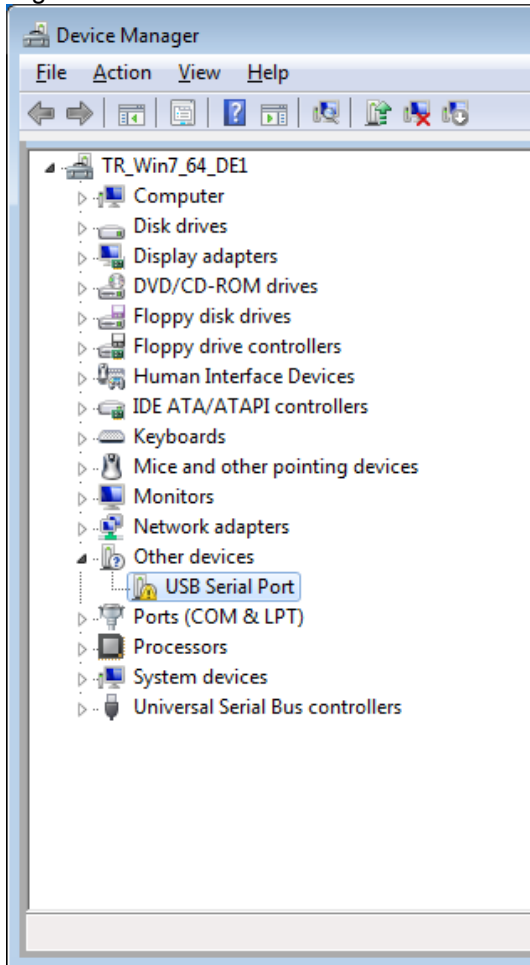 Device Manager
File Action View Help
TR_Win7_64_DE1
Computer
Disk drives
Display adapters
DVD/CD-ROM drives
Floppy disk drives
Floppy drive controllers
Human Interface Devices
IDE ATA/ATAPI controllers
Keyboards
Mice and other pointing devices
Monitors
Network adapters
Other devices
USB Serial Port
Ports (COM & LPT)
Processors
System devices
Universal Serial Bus controllers